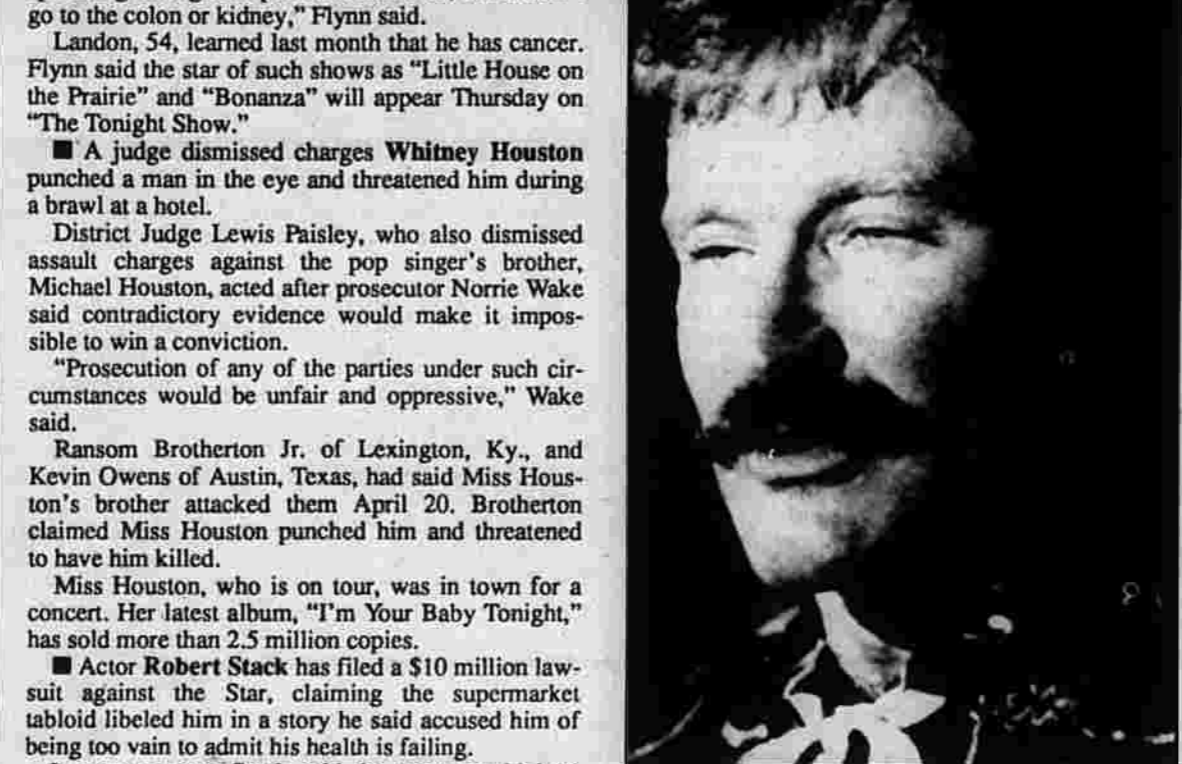 go to the colon or kidney," Flynn said.
Landon, 54, learned last month that he has cancer.
Flynn said the star of such shows as "Little House on
the Prairie" and "Bonanza" will appear Thursday on
"The Tonight Show."
■ A judge dismissed charges Whitney Houston
punched a man in the eye and threatened him during
a brawl at a hotel.
District Judge Lewis Paisley, who also dismissed
assault charges against the pop singer's brother,
Michael Houston, acted after prosecutor Norrie Wake
said contradictory evidence would make it impos-
sible to win a conviction.
"Prosecution of any of the parties under such cir-
cumstances would be unfair and oppressive," Wake
said.
Ransom Brotherton Jr. of Lexington, Ky., and
Kevin Owens of Austin, Texas, had said Miss Hous-
ton's brother attacked them April 20. Brotherton
claimed Miss Houston punched him and threatened
to have him killed.
Miss Houston, who is on tour, was in town for a
concert. Her latest album, "I'm Your Baby Tonight,"
has sold more than 2.5 million copies.
■ Actor Robert Stack has filed a $10 million law-
suit against the Star, claiming the supermarket
tabloid libeled him in a story he said accused him of
being too vain to admit his health is failing.